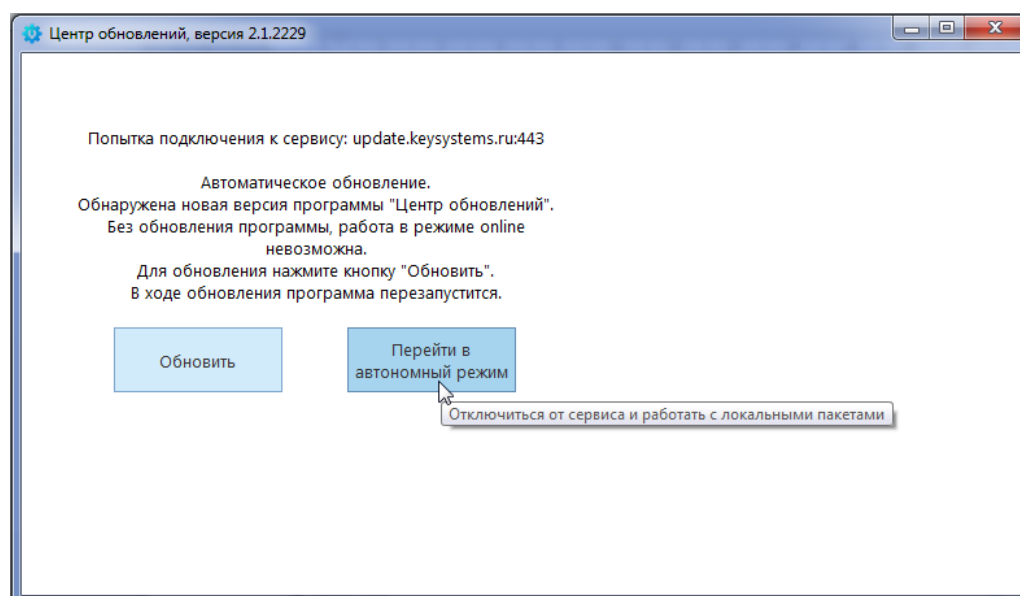 Центр обновлений, версия 2.1.2229
Попытка подключения к сервису: update.keysystems.ru:443
Автоматическое обновление.
Обнаружена новая версия программы "Центр обновлений".
Без обновления программы, работа в режиме online
невозможна.
Для обновления нажмите кнопку "Обновить".
В ходе обновления программа перезапустится.
Обновить
Перейти в
автономный режим
Отключиться от сервиса и работать с локальными пакетами